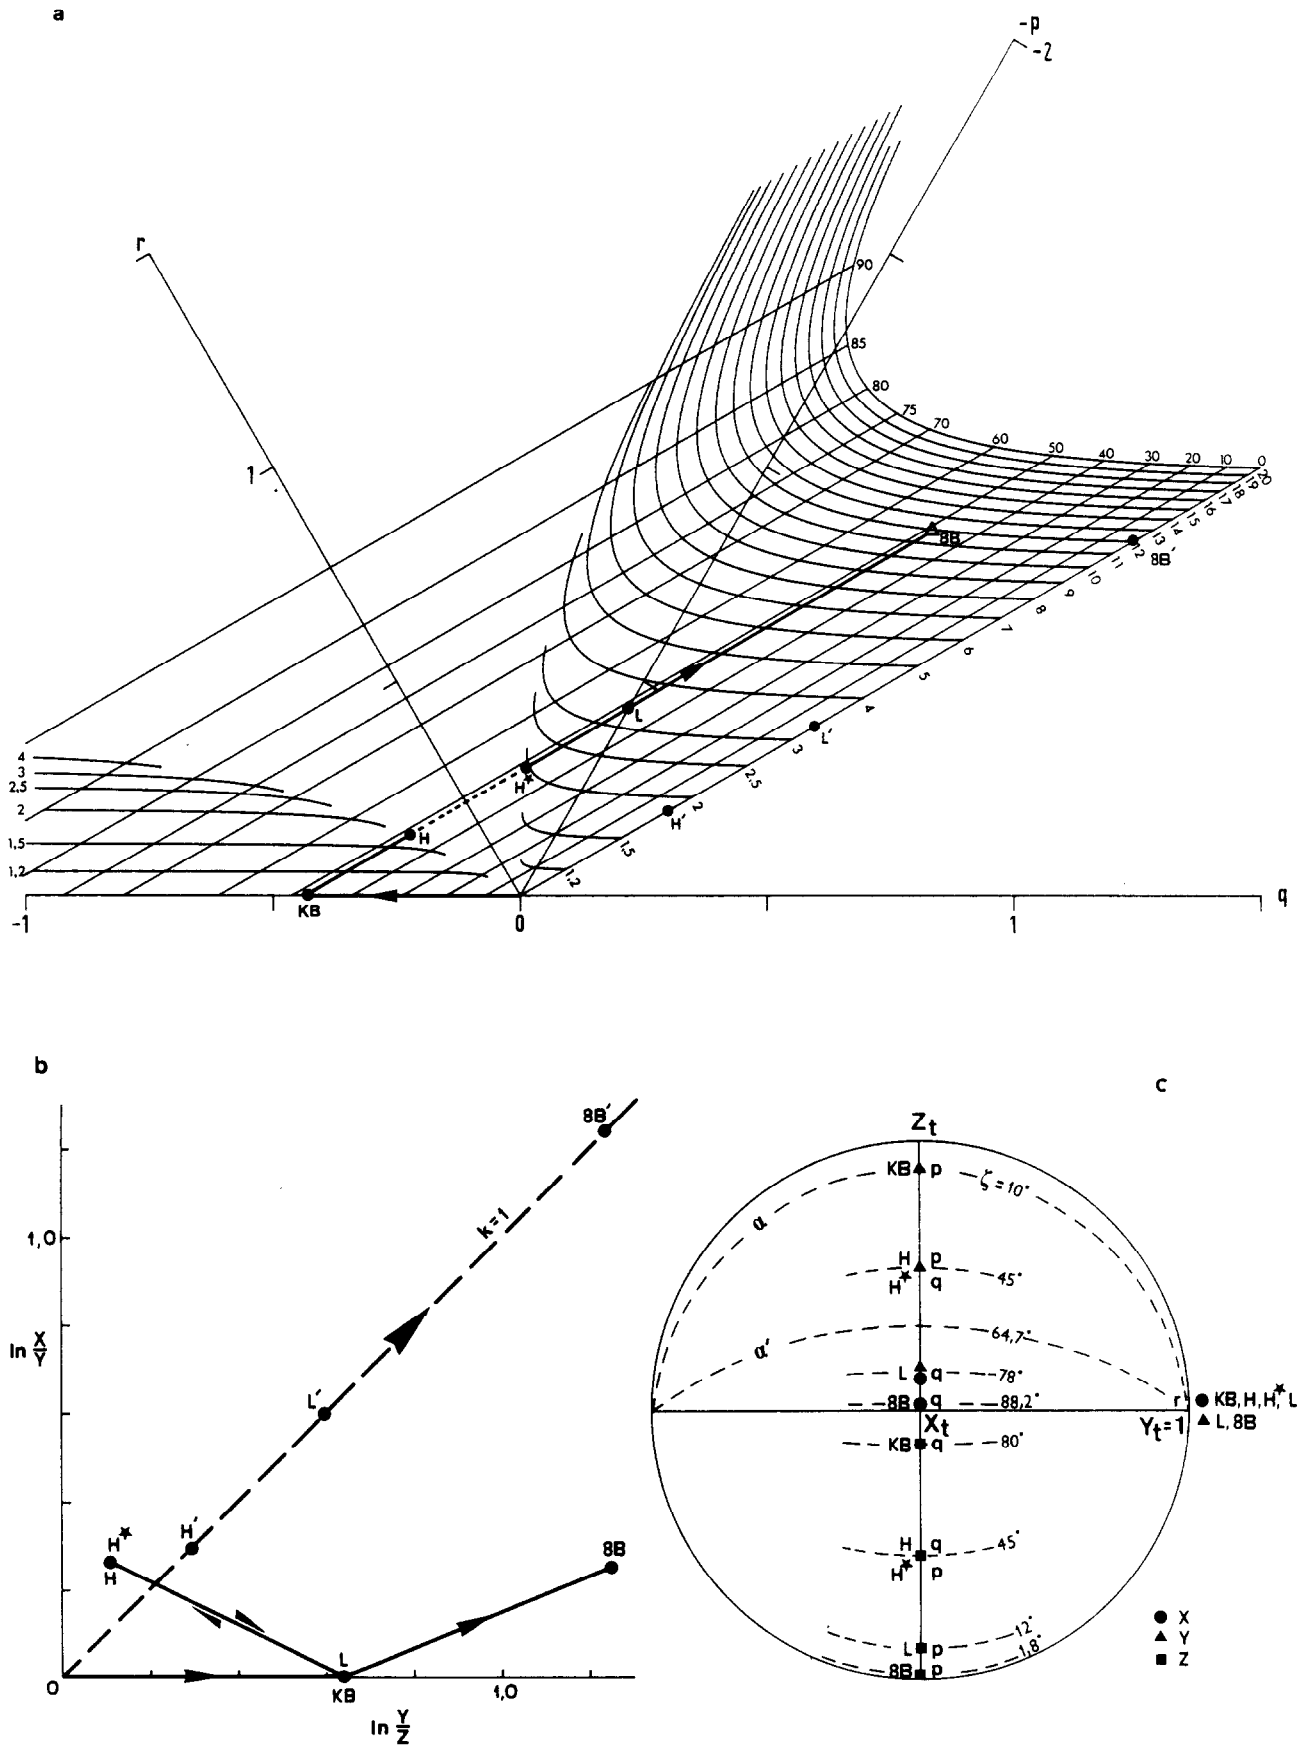 a
-p
-2
r
1
90
85
80
75
70
60
50
40
30
20
10
0
20
19
18
17
16
15
14
13
12
11
10
9
8
7
6
5
4
3
2,5
2
1,5
1,2
8B
8B′
L
L′
H★
H
H′
4
3
2,5
2
1,5
1,2
KB
-1
0
1
q
b
8B′
k=1
1,0
ln X/Y
L′
H★
H′
H
8B
L
0
KB
1,0
ln Y/Z
c
Zt
KB p
ζ=10°
α
H p
H★ q
45°
α′
64,7°
L q 78°
8B q 88,2°
r
KB, H, H★, L
Xt
Yt=1
L, 8B
KB q 80°
H q 45°
H★ p
12°
L p
1,8°
8B p
X
Y
Z